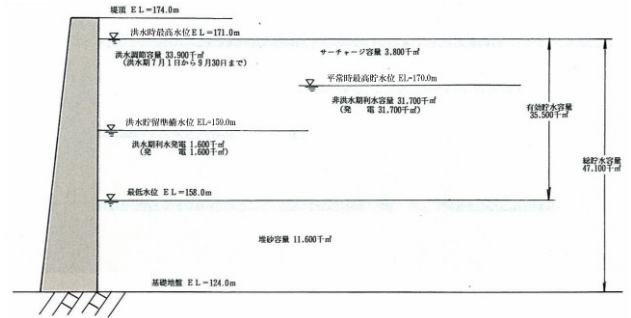 堤頂 EL-174.0m
洪水時最高水位EL-171.0m
洪水調節容量 33.900千㎥
(洪水期7月1日から9月30日まで)
サーチャージ容量 3.800千㎥
平常時最高貯水位 EL-170.0m
非洪水期利水容量 31.700千㎥
(発 電 31.700千㎥)
有効貯水容量
35.500千㎥
洪水貯留準備水位 EL-159.0m
洪水期利水発電 1.600千㎥
(発 電 1.600千㎥)
総貯水容量
47.100千㎥
最低水位 EL-158.0m
堆砂容量 11.600千㎥
基礎地盤 EL-124.0m